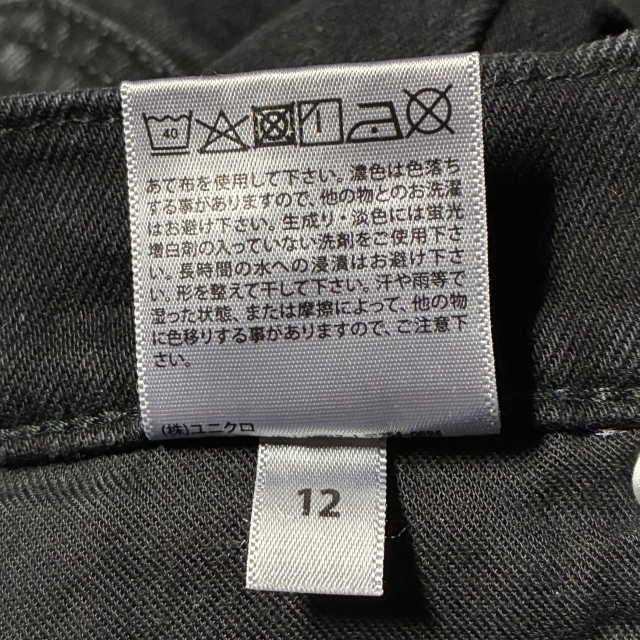 40
あて布を使用して下さい。濃色は色落ち
する事がありますので、他の物とのお洗濯
はお避け下さい。生成り・淡色には蛍光
増白剤の入っていない洗剤をご使用下さ
い。長時間の水への浸漬はお避け下さ
い。形を整えて干して下さい。汗や雨等で
湿った状態、または摩擦によって、他の物
に色移りする事がありますので、ご注意下
さい。
(株)ユニクロ
12